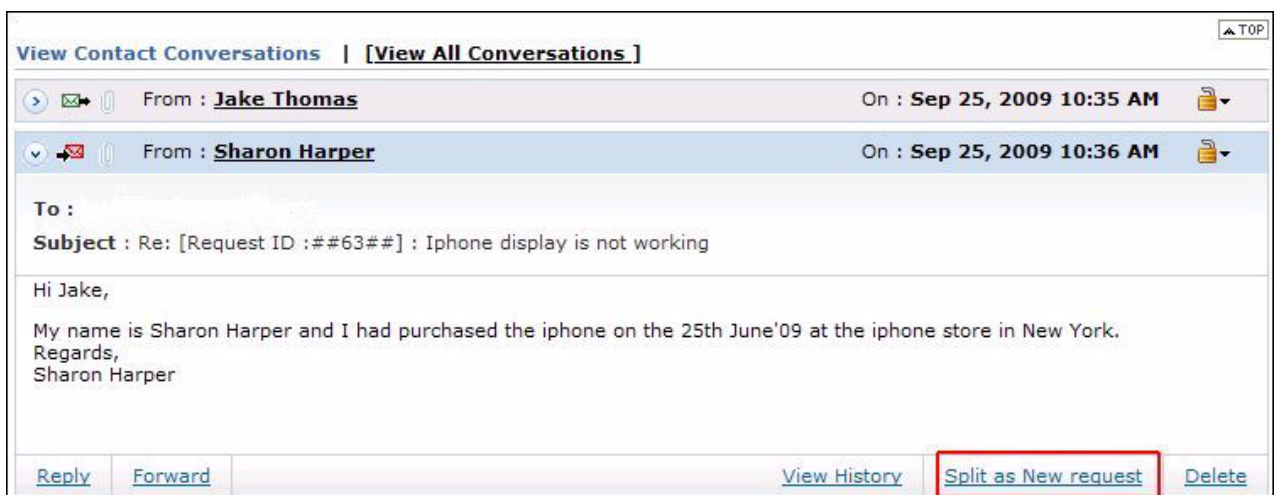 TOP
View Contact Conversations | [View All Conversations ]
From : Jake Thomas On : Sep 25, 2009 10:35 AM
From : Sharon Harper On : Sep 25, 2009 10:36 AM
To :
Subject : Re: [Request ID :##63##] : Iphone display is not working
Hi Jake,
My name is Sharon Harper and I had purchased the iphone on the 25th June'09 at the iphone store in New York.
Regards,
Sharon Harper
Reply Forward View History Split as New request Delete